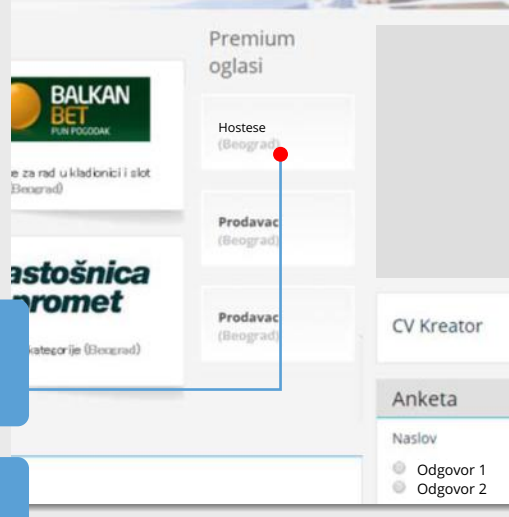 Premium
oglasi
BALKAN
BET
PUN POGODAK
e za rad u kladionici i slot
(Beograd)
Hostese
(Beograd)
Prodavac
(Beograd)
Prodavac
(Beograd)
astošnica
promet
kategorije (Beograd)
CV Kreator
Anketa
Naslov
Odgovor 1
Odgovor 2